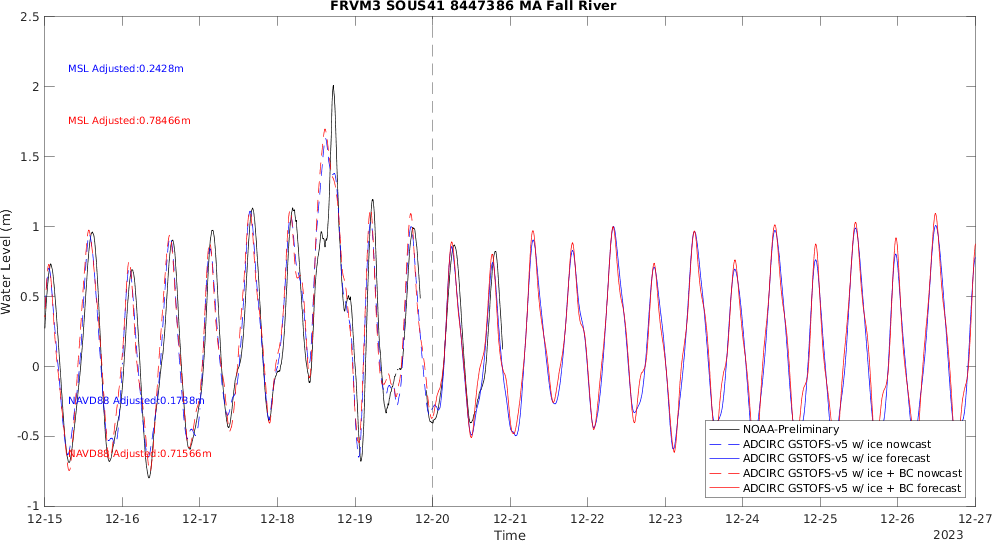 FRVM3 SOUS41 8447386 MA Fall River
2.5
2
1.5
1
0.5
0
-0.5
-1
Water Level (m)
MSL Adjusted:0.2428m
MSL Adjusted:0.78466m
NAVD88 Adjusted:0.1738m
NAVD88 Adjusted:0.71566m
NOAA-Preliminary
ADCIRC GSTOFS-v5 w/ ice nowcast
ADCIRC GSTOFS-v5 w/ ice forecast
ADCIRC GSTOFS-v5 w/ ice + BC nowcast
ADCIRC GSTOFS-v5 w/ ice + BC forecast
12-15 12-16 12-17 12-18 12-19 12-20 12-21 12-22 12-23 12-24 12-25 12-26 12-27
Time
2023